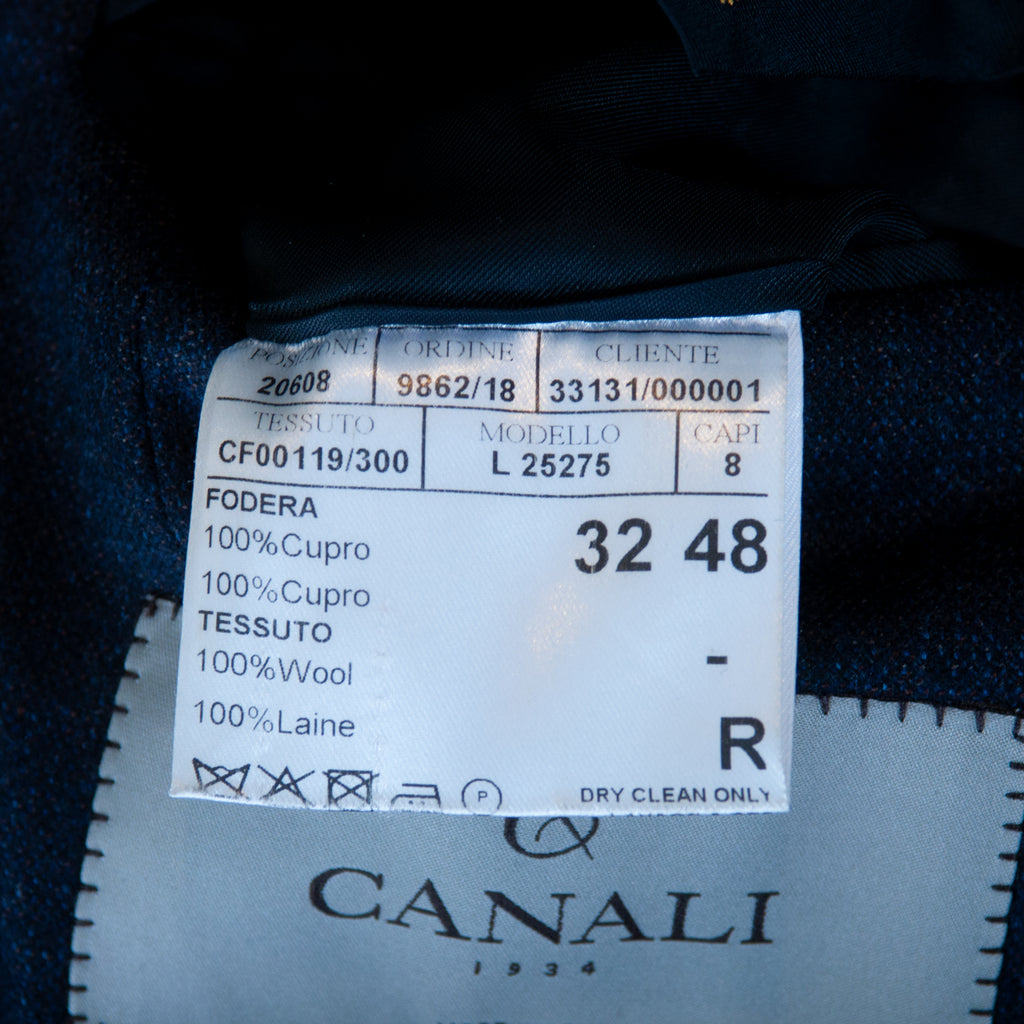 POSIZIONE ORDINE CLIENTE
20608 9862/18 33131/000001
TESSUTO MODELLO CAPI
CF00119/300 L 25275 8
FODERA
100%Cupro 32 48
100%Cupro
TESSUTO
100%Wool -
100%Laine R
P DRY CLEAN ONLY
CANALI
1934